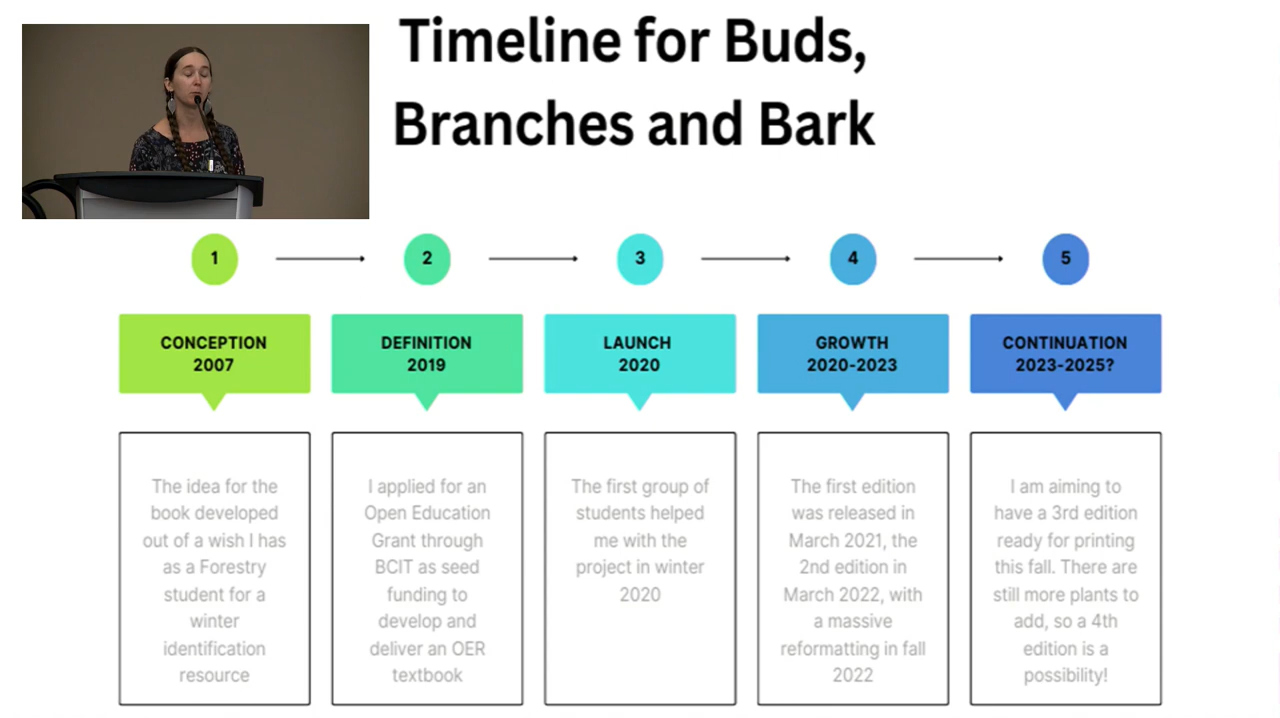 Timeline for Buds,
Branches and Bark
1
2
3
4
5
CONCEPTION
2007
DEFINITION
2019
LAUNCH
2020
GROWTH
2020-2023
CONTINUATION
2023-2025?
The idea for the
book developed
out of a wish I has
as a Forestry
student for a
winter
identification
resource
I applied for an
Open Education
Grant through
BCIT as seed
funding to
develop and
deliver an OER
textbook
The first group of
students helped
me with the
project in winter
2020
The first edition
was released in
March 2021, the
2nd edition in
March 2022, with
a massive
reformatting in fall
2022
I am aiming to
have a 3rd edition
ready for printing
this fall. There are
still more plants to
add, so a 4th
edition is a
possibility!